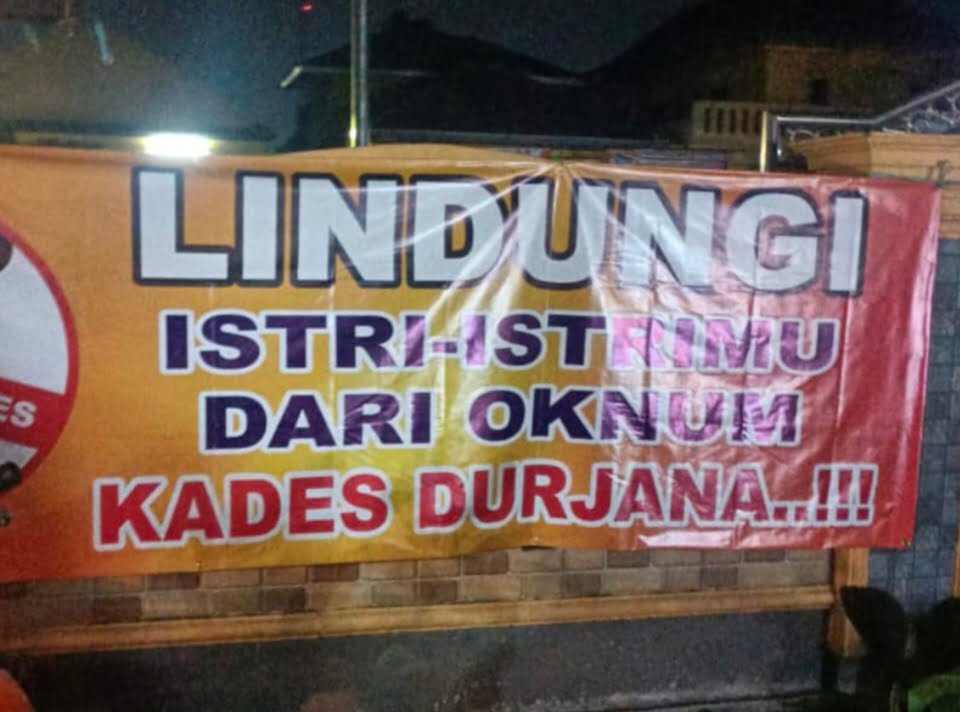 LINDUNGI
ISTRI-ISTRIMU
DARI OKNUM
KADES DURJANA..!!!